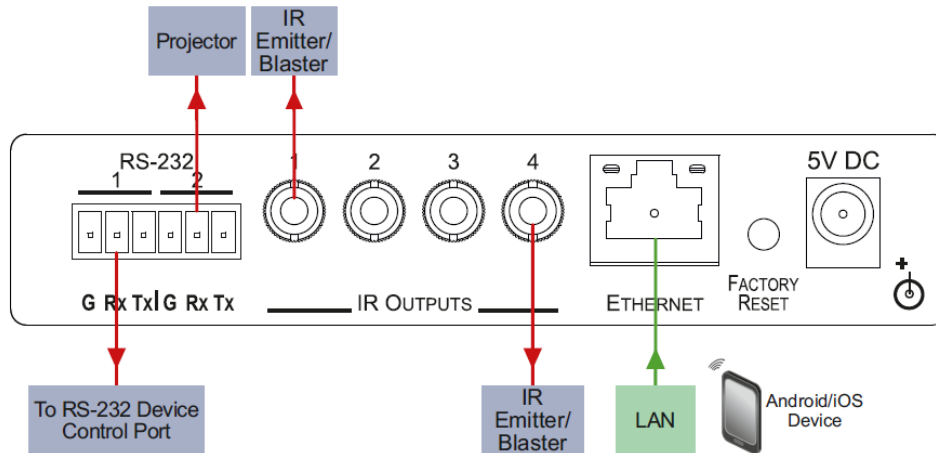 Projector
IR
Emitter/
Blaster
RS-232
1 2
1 2 3 4
5V DC
G Rx Tx G Rx Tx
IR OUTPUTS
ETHERNET
FACTORY
RESET
+
To RS-232 Device
Control Port
IR
Emitter/
Blaster
LAN
Android/iOS
Device